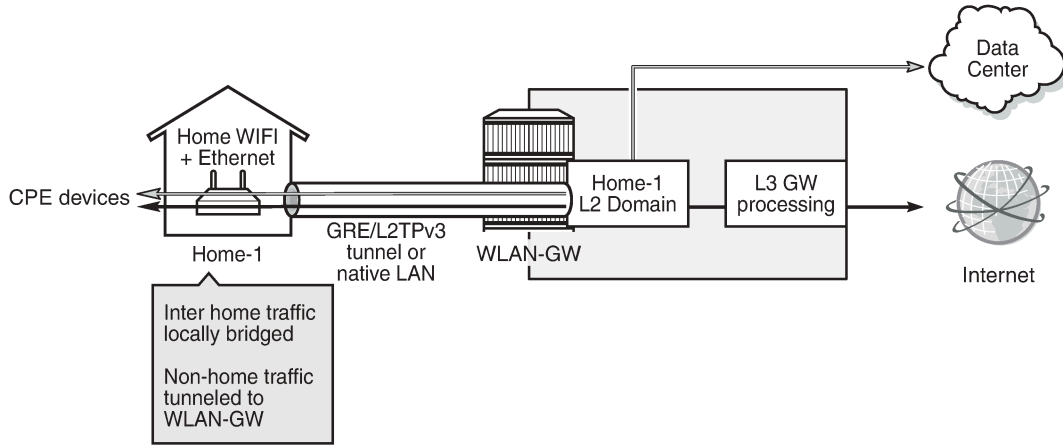 Data
Center
Home WIFI
+ Ethernet
CPE devices
Home-1
L2 Domain
L3 GW
processing
GRE/L2TPv3
tunnel or
native LAN
WLAN-GW
Home-1
Internet
Inter home traffic
locally bridged
Non-home traffic
tunneled to
WLAN-GW